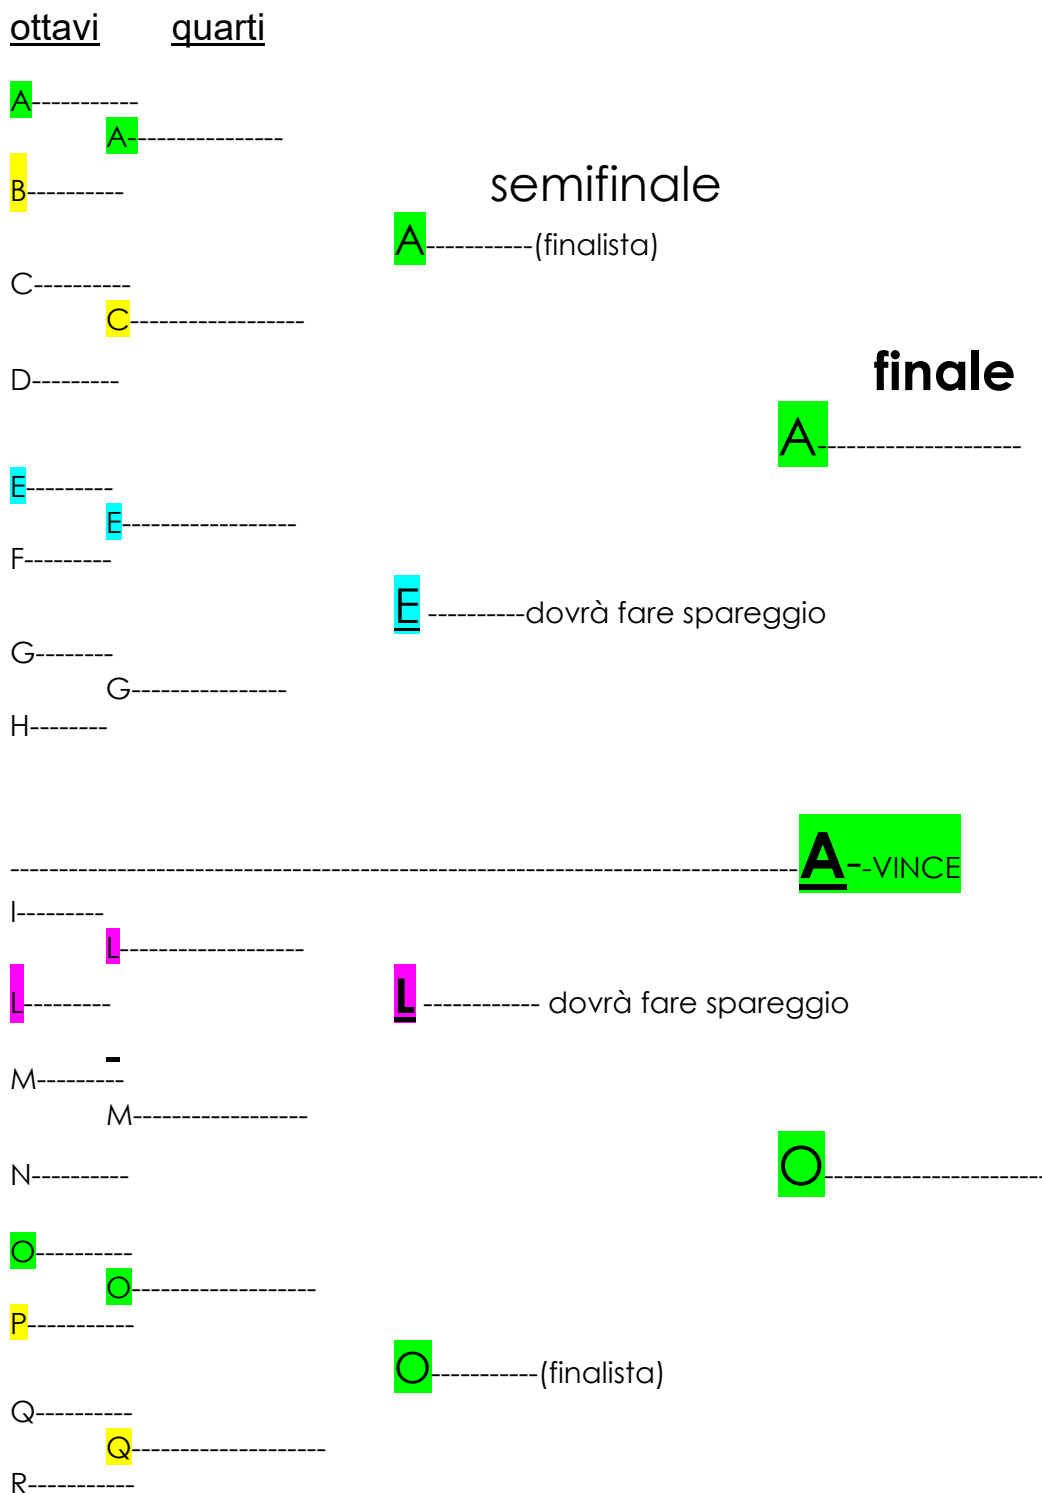 ottavi quarti
A-----------
A----------------
B----------
semifinale
A-----------(finalista)
C----------
C------------------
finale
D---------
A---------------------
E---------
E------------------
F---------
E ----------dovrà fare spareggio
G--------
G----------------
H--------
----------------------------------------------------------------------------------A--VINCE
I---------
L-------------------
L---------
L ------------ dovrà fare spareggio
-
M---------
M------------------
O----------------------
N----------
O----------
O-------------------
P-----------
O-----------(finalista)
Q----------
Q--------------------
R-----------